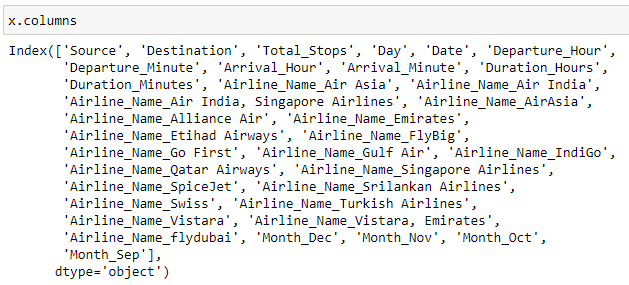 x.columns
Index(['Source', 'Destination', 'Total_Stops', 'Day', 'Date', 'Departure_Hour',
'Departure_Minute', 'Arrival_Hour', 'Arrival_Minute', 'Duration_Hours',
'Duration_Minutes', 'Airline_Name_Air Asia', 'Airline_Name_Air India',
'Airline_Name_Air India, Singapore Airlines', 'Airline_Name_AirAsia',
'Airline_Name_Alliance Air', 'Airline_Name_Emirates',
'Airline_Name_Etihad Airways', 'Airline_Name_FlyBig',
'Airline_Name_Go First', 'Airline_Name_Gulf Air', 'Airline_Name_IndiGo',
'Airline_Name_Qatar Airways', 'Airline_Name_Singapore Airlines',
'Airline_Name_SpiceJet', 'Airline_Name_Srilankan Airlines',
'Airline_Name_Swiss', 'Airline_Name_Turkish Airlines',
'Airline_Name_Vistara', 'Airline_Name_Vistara, Emirates',
'Airline_Name_flydubai', 'Month_Dec', 'Month_Nov', 'Month_Oct',
'Month_Sep'],
dtype='object')